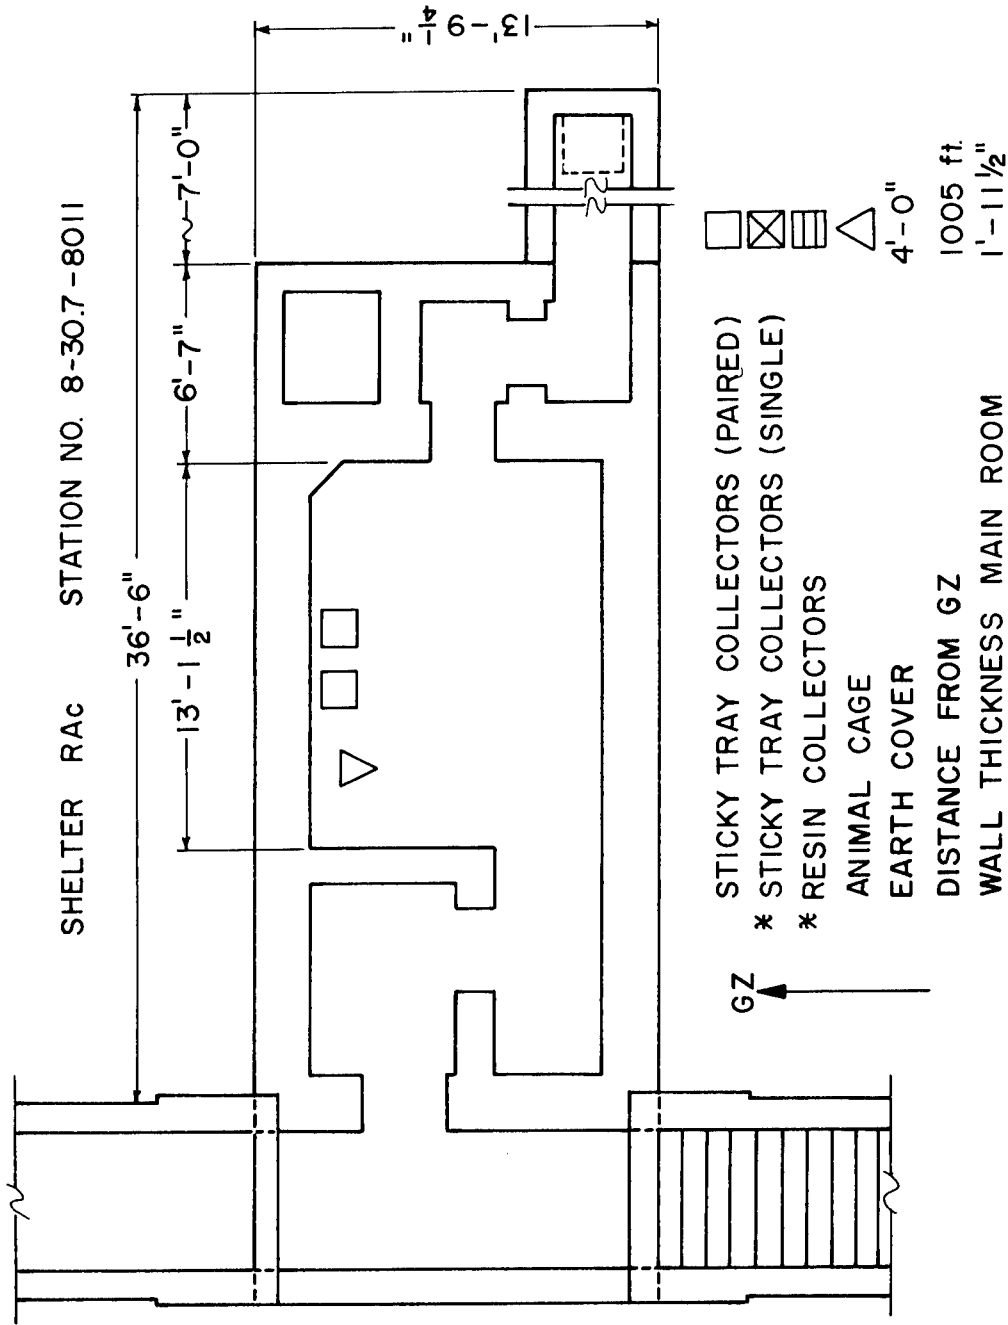 SHELTER RAc STATION NO. 8-30.7-8011
36'-6"
13'-1 1/2" 6'-7" ~7'-0"
13'-9 1/4"
GZ
STICKY TRAY COLLECTORS (PAIRED)
* STICKY TRAY COLLECTORS (SINGLE)
* RESIN COLLECTORS
ANIMAL CAGE
EARTH COVER 4'-0"
DISTANCE FROM GZ 1005 ft.
WALL THICKNESS MAIN ROOM 1'-11 1/2"